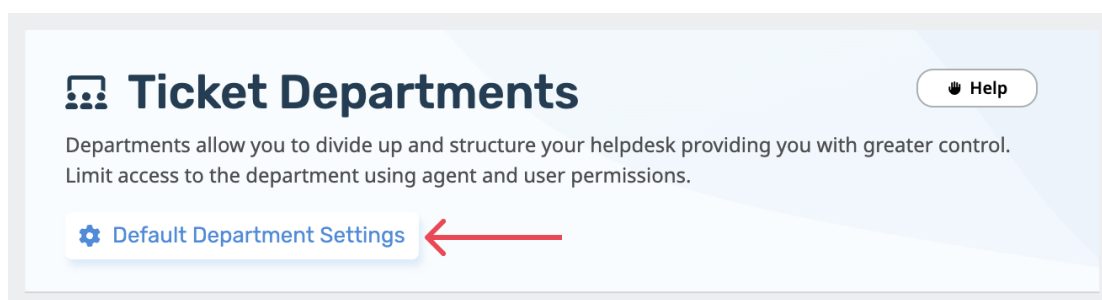 Ticket Departments
Help
Departments allow you to divide up and structure your helpdesk providing you with greater control.
Limit access to the department using agent and user permissions.
Default Department Settings